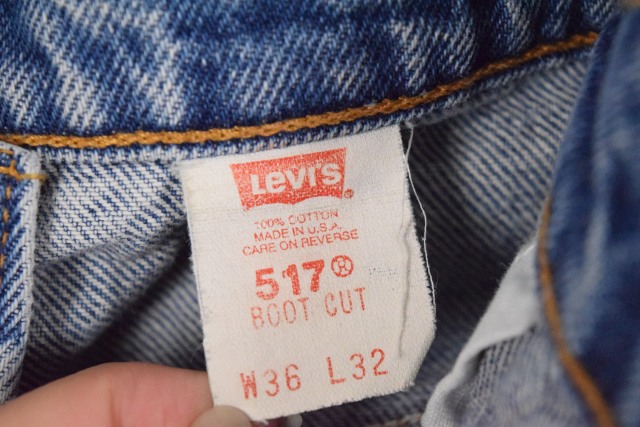 Levi's®
100% COTTON
MADE IN U.S.A.
CARE ON REVERSE
517®
BOOT CUT
W36 L32